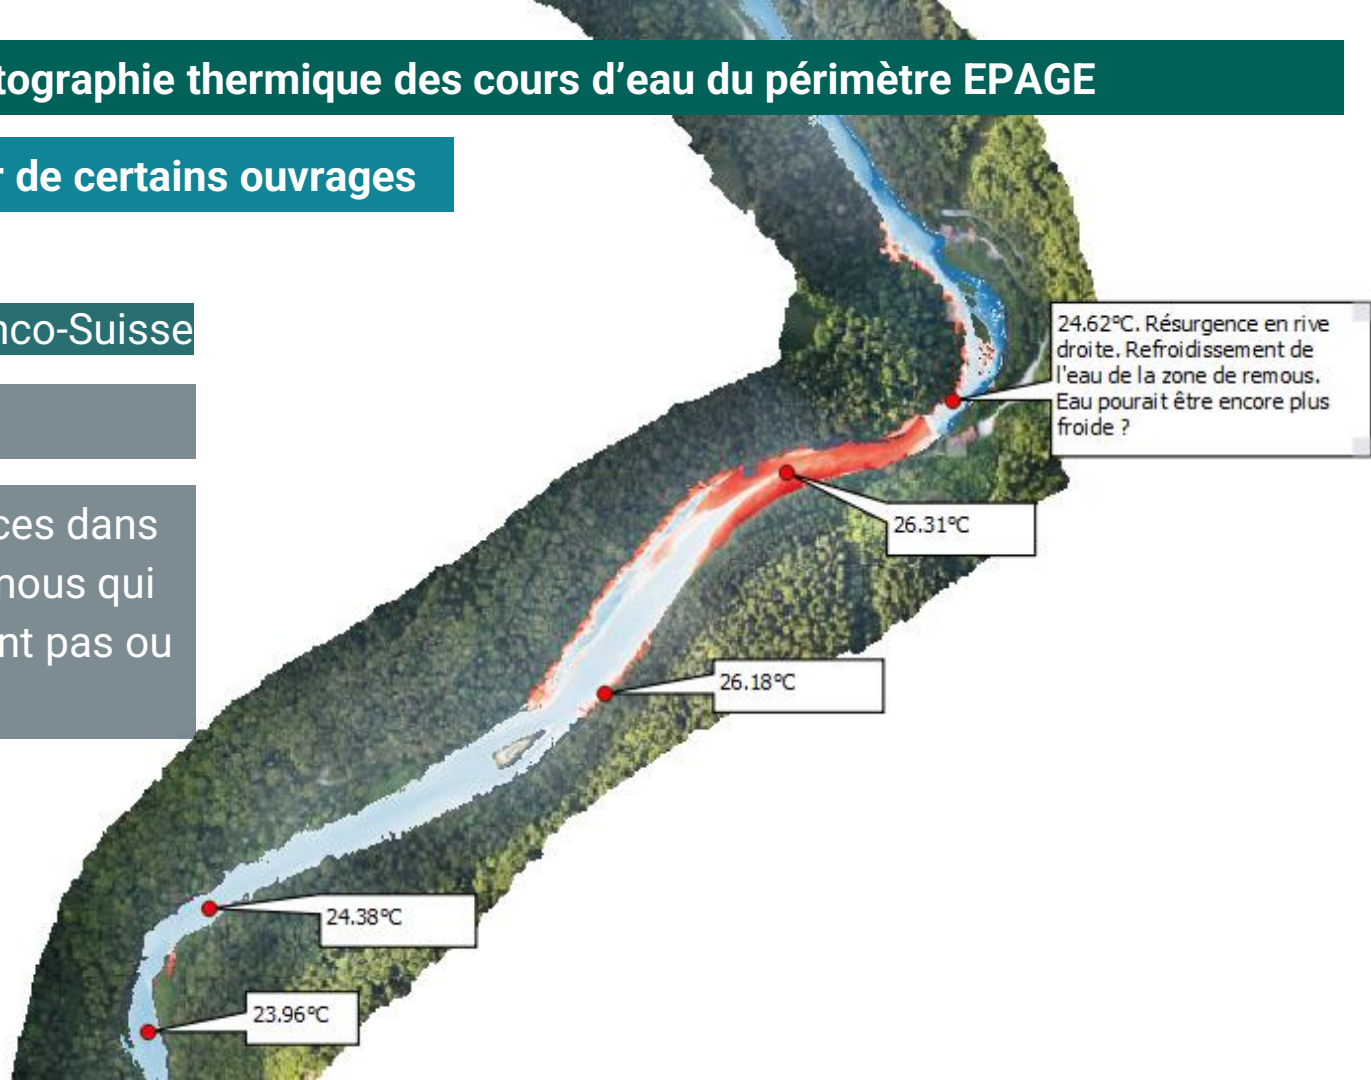 tographie thermique des cours d’eau du périmètre EPAGE
r de certains ouvrages
nco-Suisse
ces dans
nous qui
nt pas ou
24.62°C. Résurgence en rive
droite. Refroidissement de
l'eau de la zone de remous.
Eau pourait être encore plus
froide ?
26.31°C
26.18°C
24.38°C
23.96°C